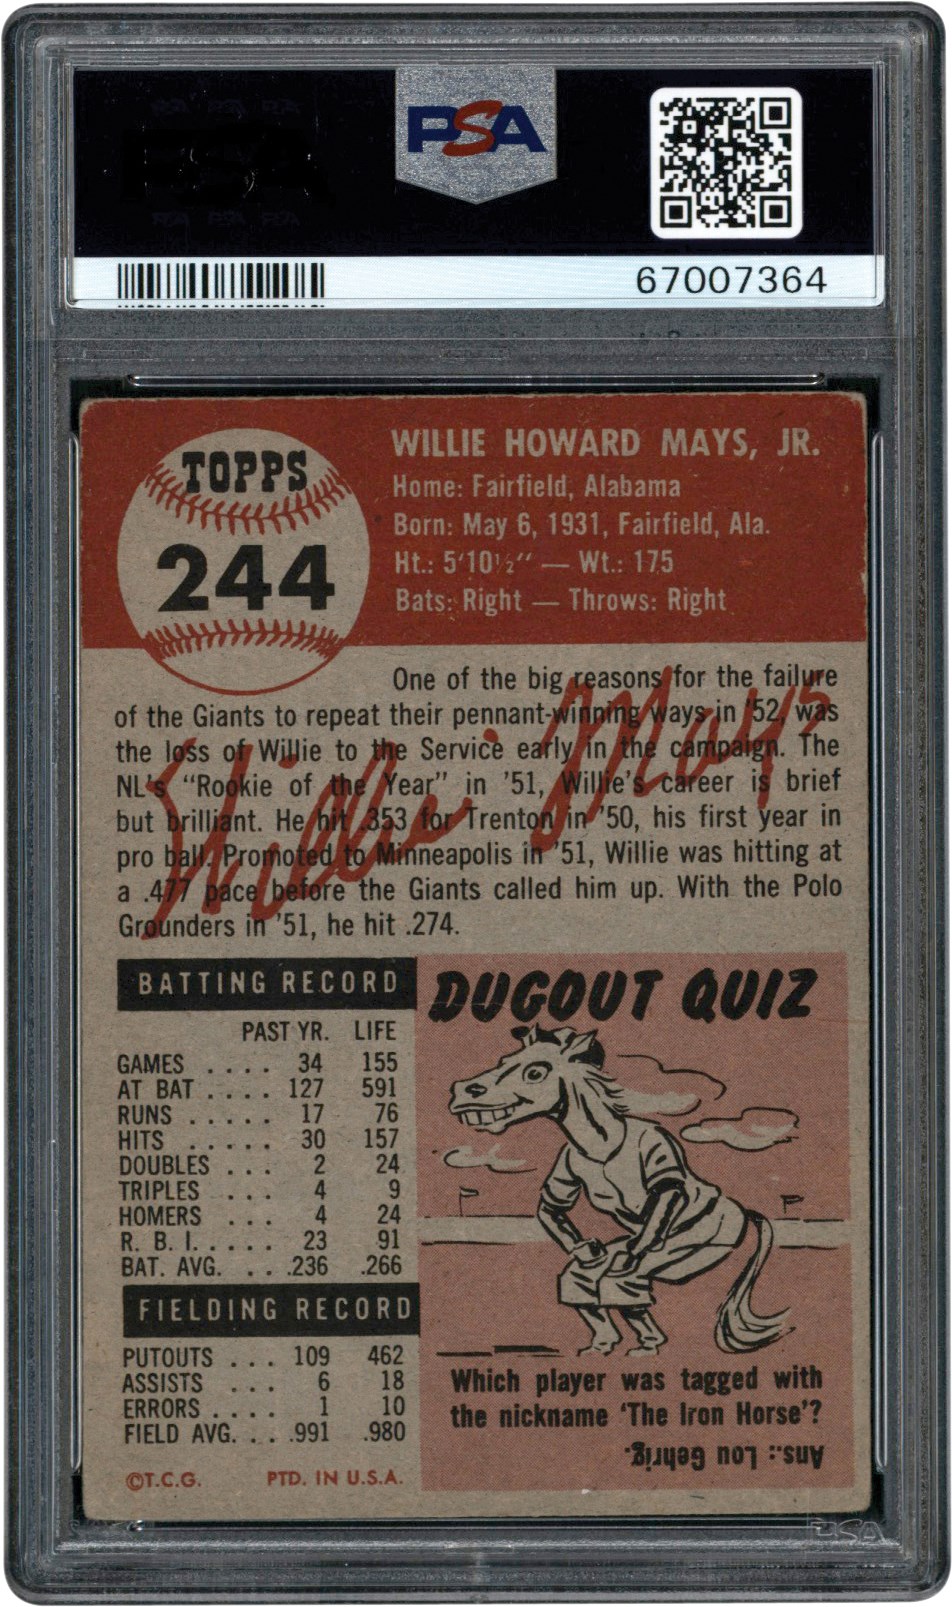 PSA
67007364
TOPPS
244
WILLIE HOWARD MAYS, JR.
Home: Fairfield, Alabama
Born: May 6, 1931, Fairfield, Ala.
Ht.: 5'10½" — Wt.: 175
Bats: Right — Throws: Right
One of the big reasons for the failure
of the Giants to repeat their pennant-winning ways in '52, was
the loss of Willie to the Service early in the campaign. The
NL's "Rookie of the Year" in '51, Willie's career is brief
but brilliant. He hit .353 for Trenton in '50, his first year in
pro ball. Promoted to Minneapolis in '51, Willie was hitting at
a .477 pace before the Giants called him up. With the Polo
Grounders in '51, he hit .274.
Willie Mays
BATTING RECORD
PAST YR. LIFE
GAMES .... 34 155
AT BAT .... 127 591
RUNS ..... 17 76
HITS ..... 30 157
DOUBLES ... 2 24
TRIPLES ... 4 9
HOMERS ... 4 24
R. B. I. .... 23 91
BAT. AVG. .. .236 .266
FIELDING RECORD
PUTOUTS ... 109 462
ASSISTS ... 6 18
ERRORS .... 1 10
FIELD AVG. .. .991 .980
©T.C.G. PTD. IN U.S.A.
DUGOUT QUIZ
Which player was tagged with
the nickname 'The Iron Horse'?
Ans.: Lou Gehrig.
PSA